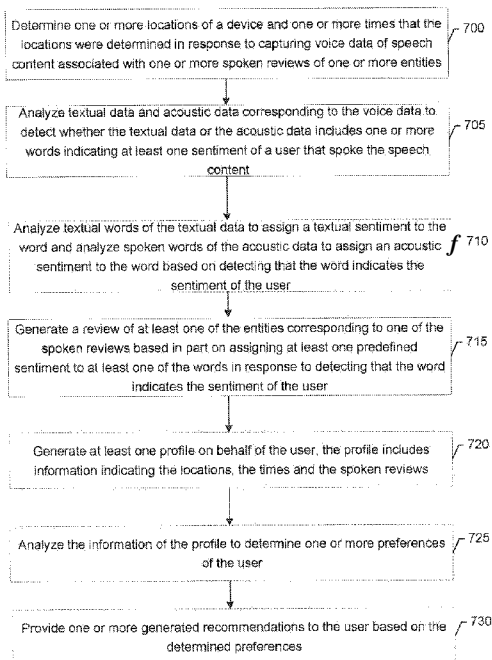 Determine one or more locations of a device and one or more times that the
locations were determined in response to capturing voice data of speech
content associated with one or more spoken reviews of one or more entities
700
Analyze textual data and acoustic data corresponding to the voice data to
detect whether the textual data or the acoustic data includes one or more
words indicating at least one sentiment of a user that spoke the speech
content
705
Analyze textual words of the textual data to assign a textual sentiment to the
word and analyze spoken words of the acoustic data to assign an acoustic
sentiment to the word based on detecting that the word indicates the
sentiment of the user
f 710
Generate a review of at least one of the entities corresponding to one of the
spoken reviews based in part on assigning at least one predefined
sentiment to at least one of the words in response to detecting that the word
indicates the sentiment of the user
715
Generate at least one profile on behalf of the user, the profile includes
information indicating the locations, the times and the spoken reviews
720
Analyze the information of the profile to determine one or more preferences
of the user
725
Provide one or more generated recommendations to the user based on the
determined preferences
730